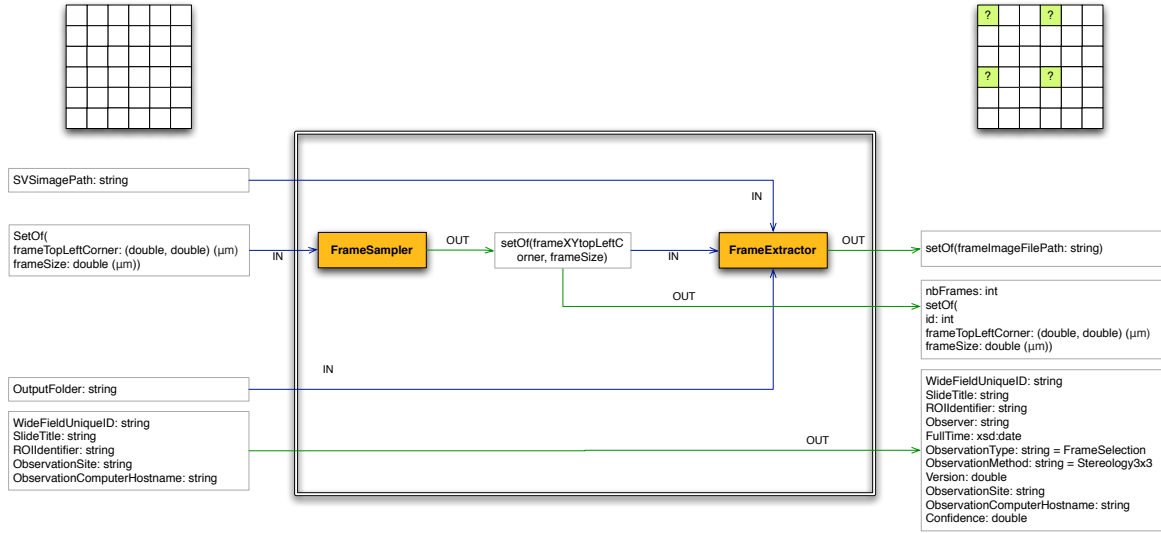 ? ?
? ?
SVSimagePath: string
IN
SetOf(
frameTopLeftCorner: (double, double) (µm)
frameSize: double (µm))
IN
FrameSampler
OUT
setOf(frameXYtopLeftC
orner, frameSize)
IN
FrameExtractor
OUT
setOf(frameImageFilePath: string)
OUT
nbFrames: int
setOf(
id: int
frameTopLeftCorner: (double, double) (µm)
frameSize: double (µm))
IN
OutputFolder: string
WideFieldUniqueID: string
SlideTitle: string
ROIIdentifier: string
ObservationSite: string
ObservationComputerHostname: string
OUT
WideFieldUniqueID: string
SlideTitle: string
ROIIdentifier: string
Observer: string
FullTime: xsd:date
ObservationType: string = FrameSelection
ObservationMethod: string = Stereology3x3
Version: double
ObservationSite: string
ObservationComputerHostname: string
Confidence: double